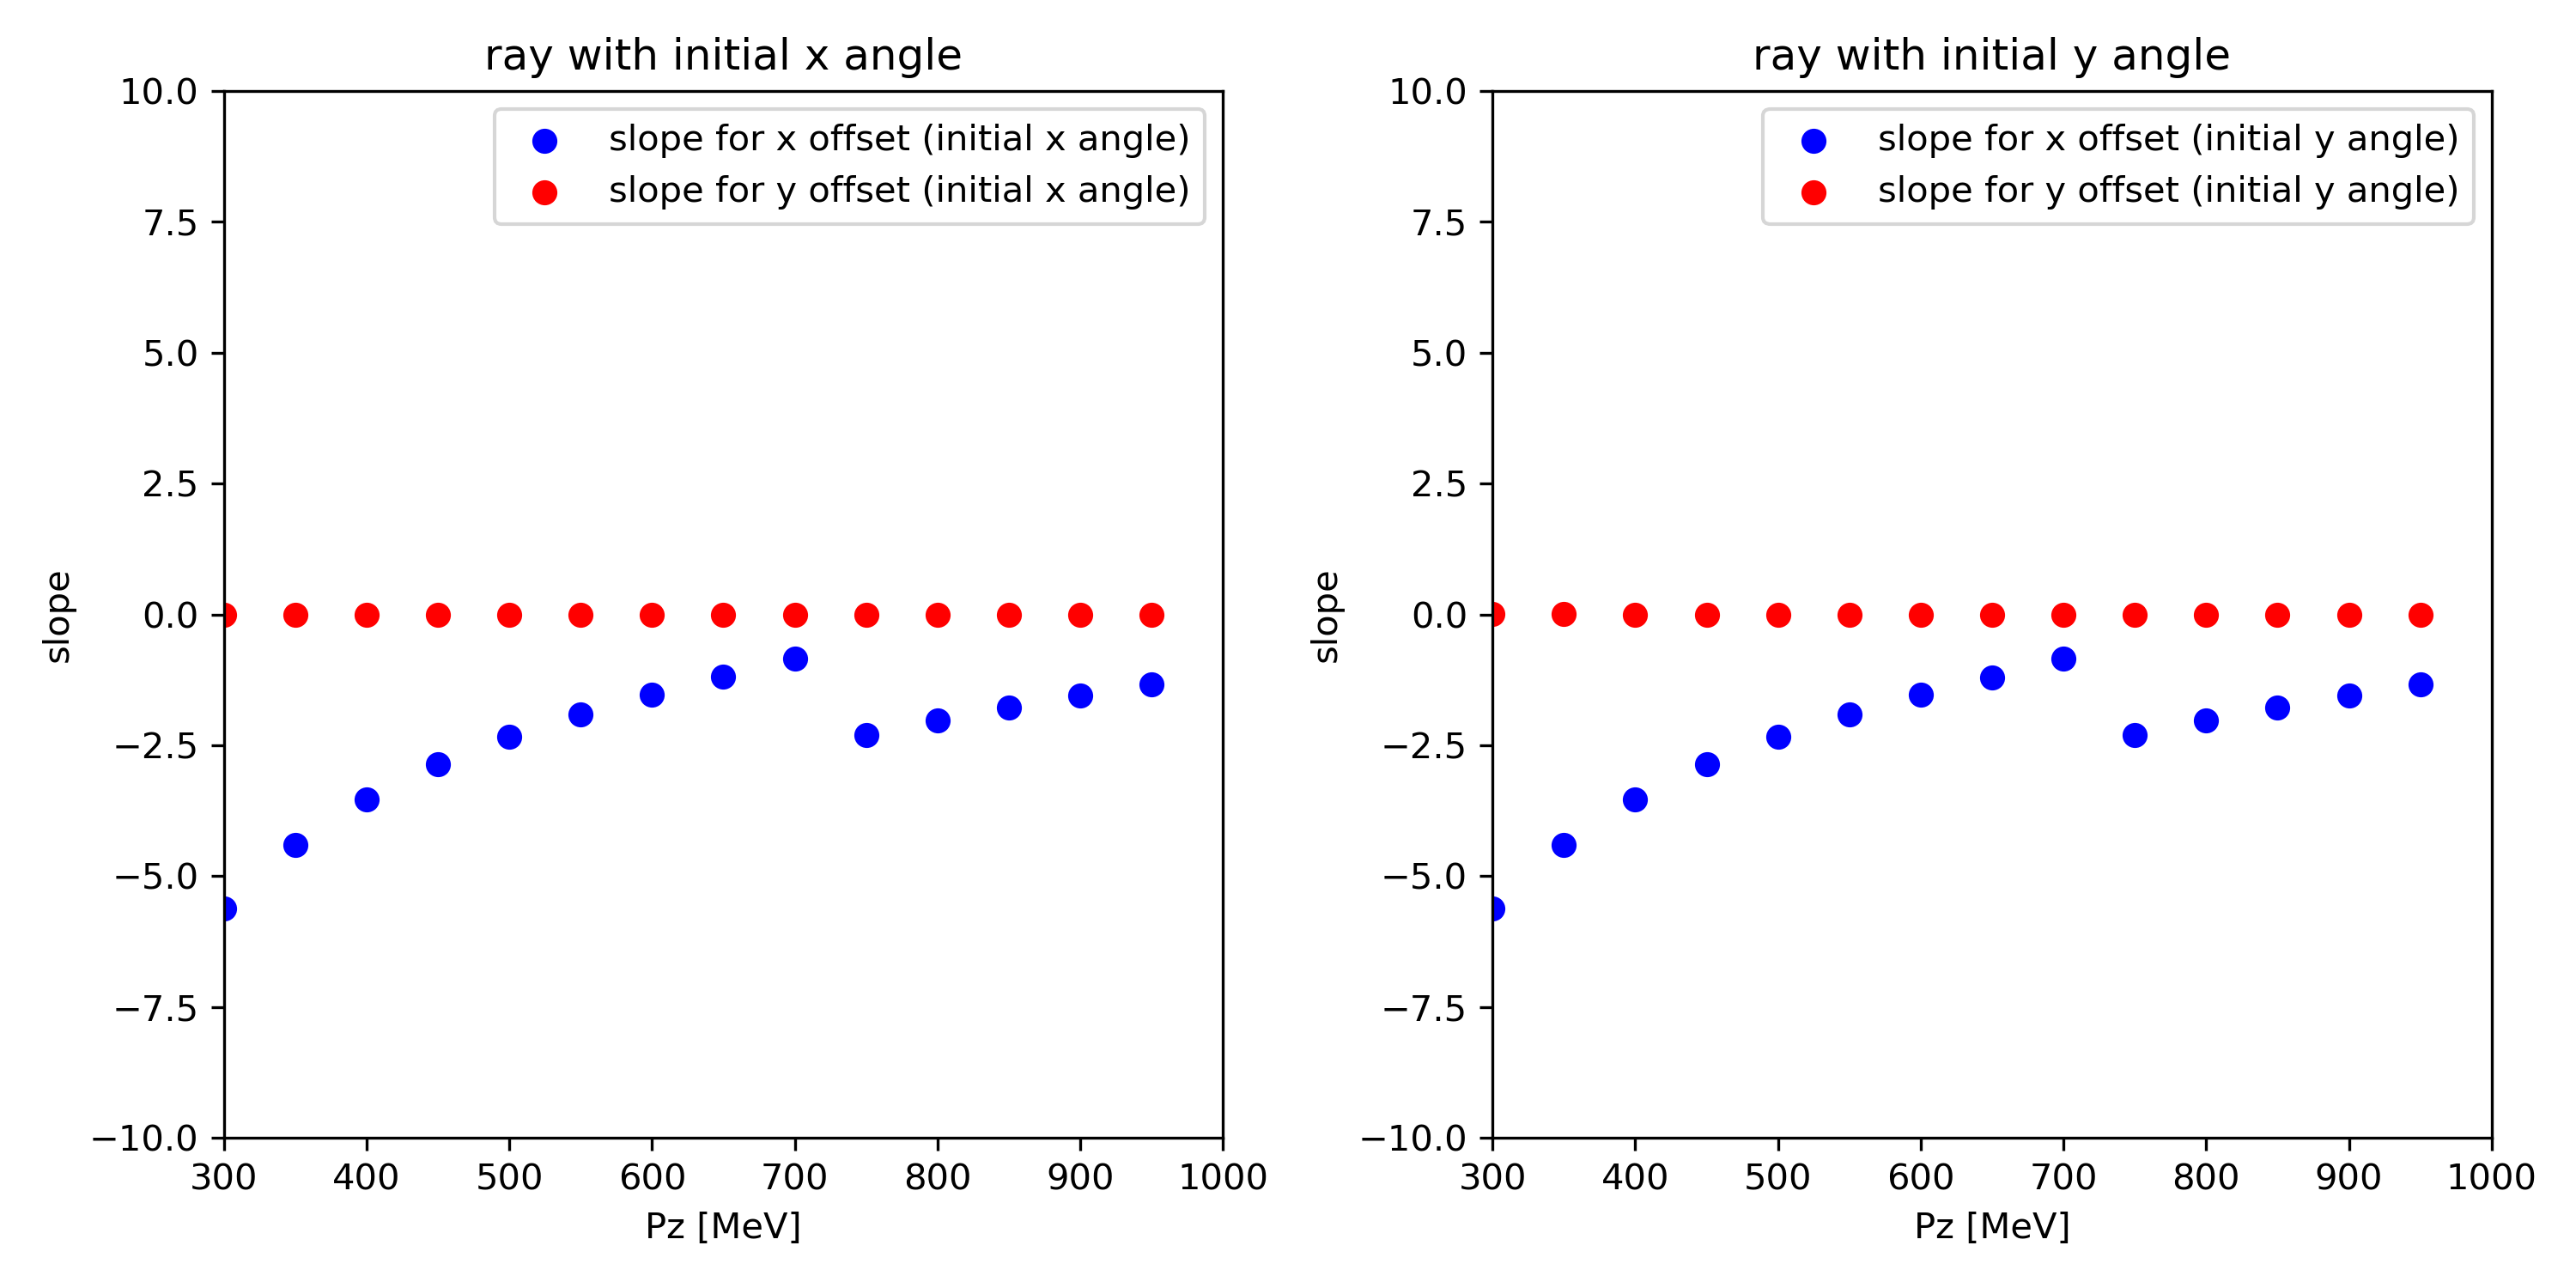 ray with initial x angle
slope for x offset (initial x angle)
slope for y offset (initial x angle)
10.0
7.5
5.0
2.5
0.0
−2.5
−5.0
−7.5
−10.0
slope
300 400 500 600 700 800 900 1000
Pz [MeV]
ray with initial y angle
slope for x offset (initial y angle)
slope for y offset (initial y angle)
10.0
7.5
5.0
2.5
0.0
−2.5
−5.0
−7.5
−10.0
slope
300 400 500 600 700 800 900 1000
Pz [MeV]